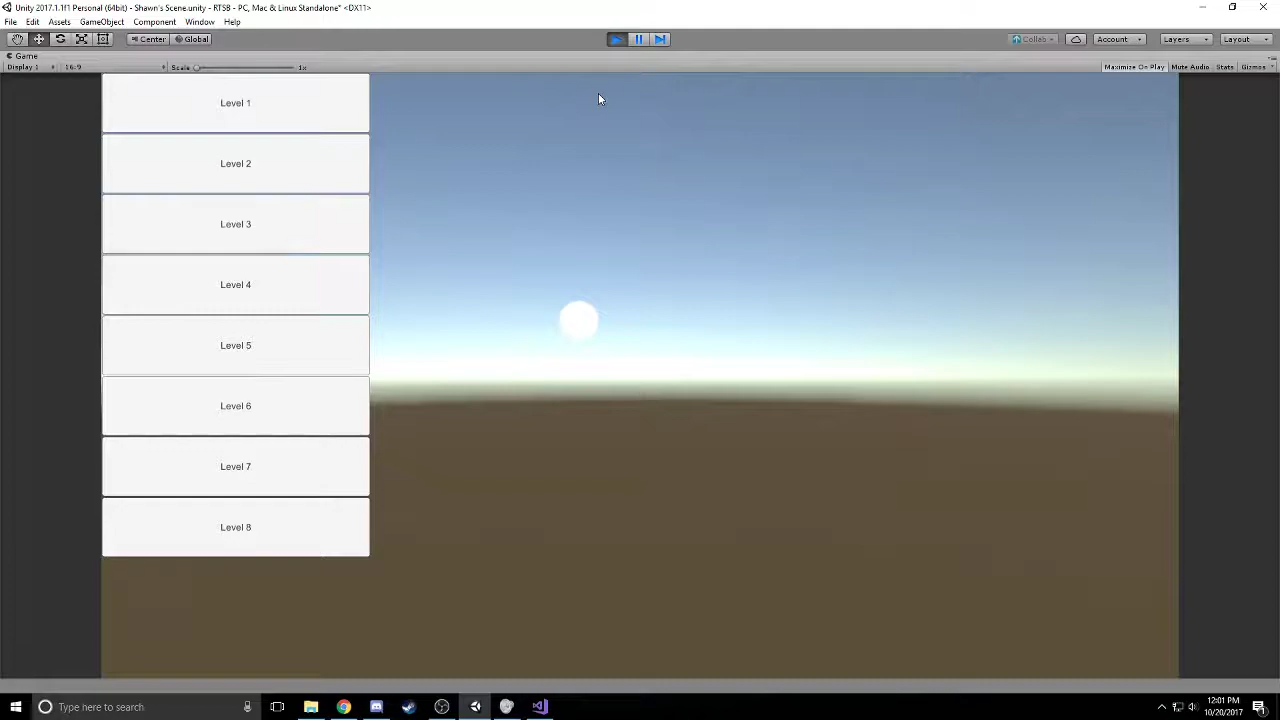 Unity 2017.1.1f1 Personal (64bit) - Shawn's Scene.unity - RTSB - PC, Mac & Linux Standalone* <DX11>
File Edit Assets GameObject Component Window Help
Center Global Collab Account Layers Layout
Game
Display 1 16:9 Scale 1x Maximize On Play Mute Audio Stats Gizmos
Level 1
Level 2
Level 3
Level 4
Level 5
Level 6
Level 7
Level 8
Type here to search
12:01 PM
10/20/2017